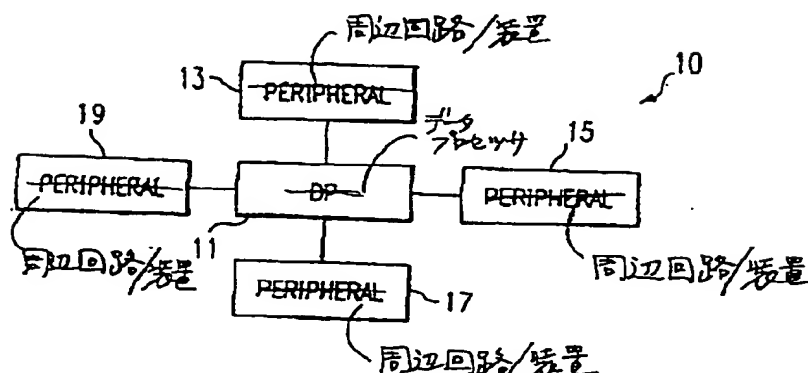 周辺回路/装置
13
PERIPHERAL
10
データ
プロセッサ
19
PERIPHERAL
DP
15
PERIPHERAL
周辺回路/装置
11
周辺回路/装置
PERIPHERAL
17
周辺回路/装置